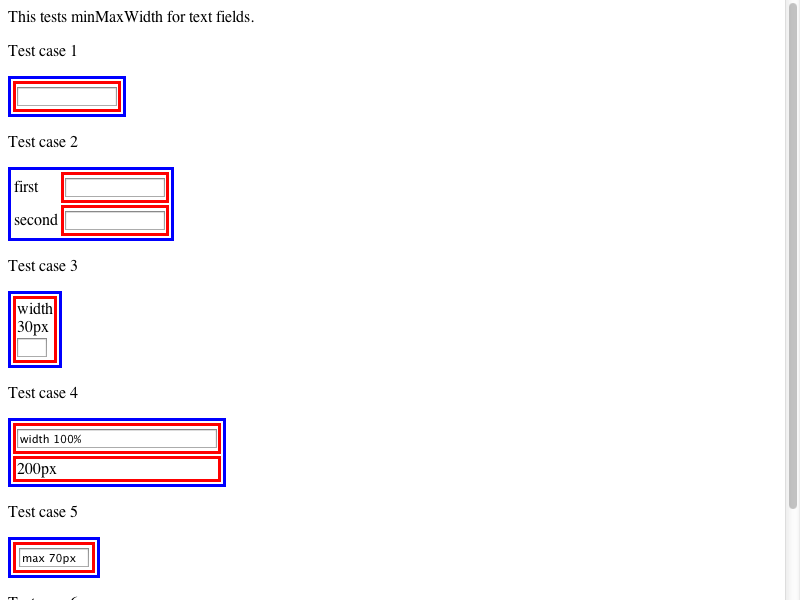 This tests minMaxWidth for text fields.
Test case 1
Test case 2
first
second
Test case 3
width
30px
Test case 4
width 100%
200px
Test case 5
max 70px